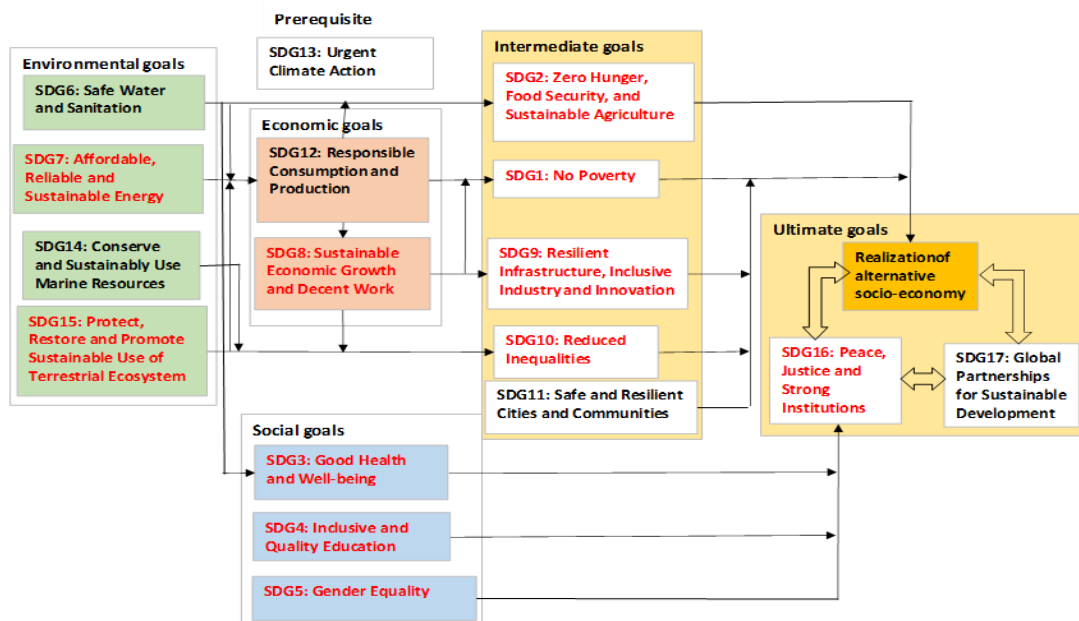 Prerequisite
SDG13: Urgent
Climate Action
Environmental goals
SDG6: Safe Water
and Sanitation
SDG7: Affordable,
Reliable and
Sustainable Energy
SDG14: Conserve
and Sustainably Use
Marine Resources
SDG15: Protect,
Restore and Promote
Sustainable Use of
Terrestrial Ecosystem
Economic goals
SDG12: Responsible
Consumption and
Production
SDG8: Sustainable
Economic Growth
and Decent Work
Social goals
SDG3: Good Health
and Well-being
SDG4: Inclusive and
Quality Education
SDG5: Gender Equality
Intermediate goals
SDG2: Zero Hunger,
Food Security, and
Sustainable Agriculture
SDG1: No Poverty
SDG9: Resilient
Infrastructure, Inclusive
Industry and Innovation
SDG10: Reduced
Inequalities
SDG11: Safe and Resilient
Cities and Communities
Ultimate goals
Realizationof alternative
socio-economy
SDG16: Peace,
Justice and
Strong
Institutions
SDG17: Global
Partnerships
for Sustainable
Development